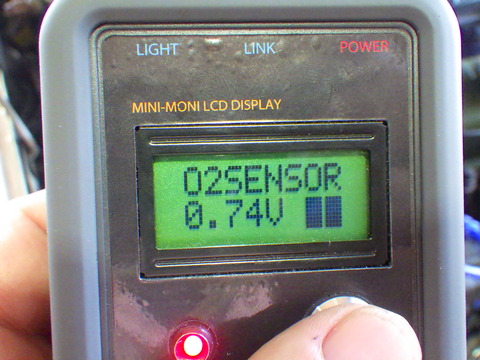 LIGHT LINK POWER
MINI-MONI LCD DISPLAY
O2SENSOR
0.74V